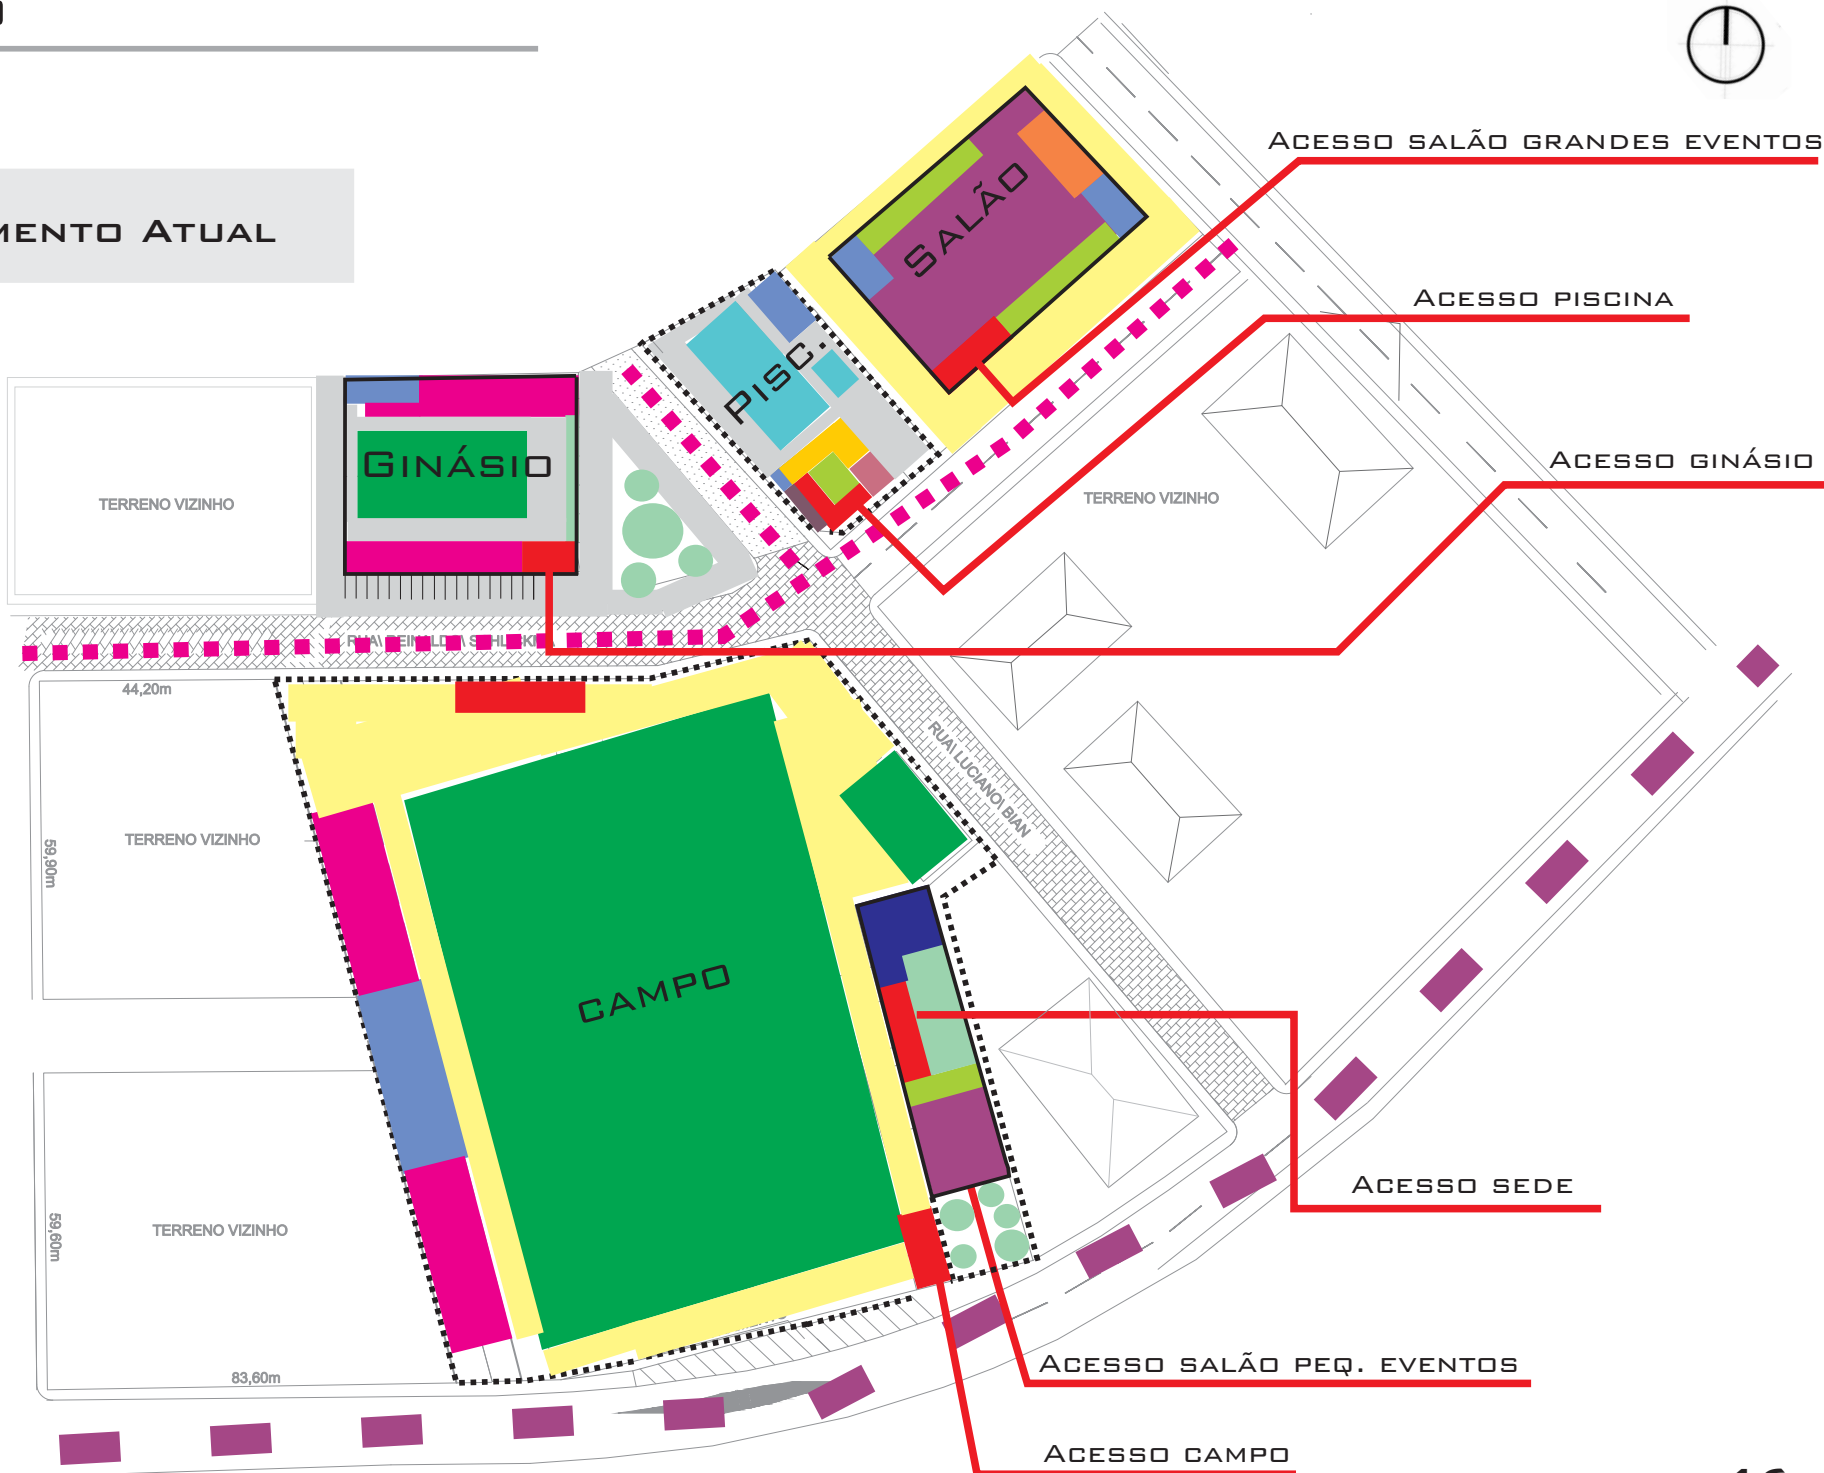 ACESSO SALÃO GRANDES EVENTOS
SALÃO
ATUAL
ACESSO PISCINA
PISC.
GINÁSIO
ACESSO GINÁSIO
TERRENO VIZINHO
TERRENO VIZINHO
44,20m
RUA\ LUCIANO\ BIAN
59,90m
TERRENO VIZINHO
CAMPO
ACESSO SEDE
59,60m
TERRENO VIZINHO
ACESSO SALÃO PEQ. EVENTOS
83,60m
ACESSO CAMPO